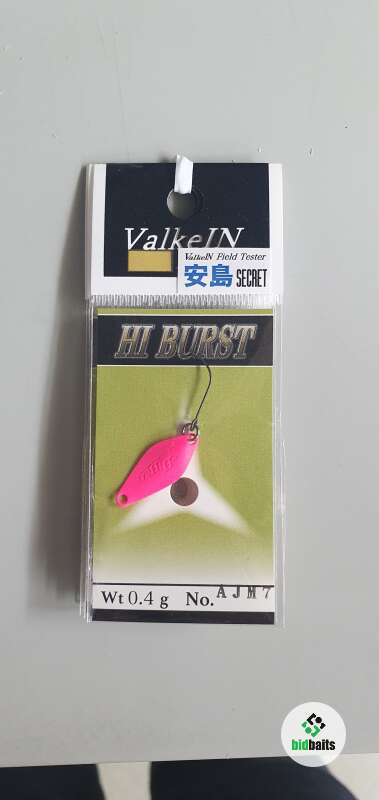 ValkeIN
ValkeIN Field Tester
安島 SECRET
HI BURST
Wt 0.4 g No. AJM7
bidbaits